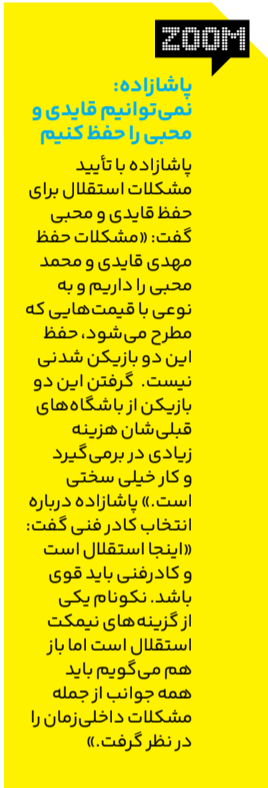 ZOOM
پاشازاده:
نمی‌توانیم قایدی و
محبی را حفظ کنیم
پاشازاده با تأیید
مشکلات استقلال برای
حفظ قایدی و محبی
گفت: «مشکلات حفظ
مهدی قایدی و محمد
محبی را داریم و به
نوعی با قیمت‌هایی که
مطرح می‌شود، حفظ
این دو بازیکن شدنی
نیست. گرفتن این دو
بازیکن از باشگاه‌های
قبلی‌شان هزینه
زیادی در برمی‌گیرد
و کار خیلی سختی
است.» پاشازاده درباره
انتخاب کادر فنی گفت:
«اینجا استقلال است
و کادرفنی باید قوی
باشد. نکونام یکی
از گزینه‌های نیمکت
استقلال است اما باز
هم می‌گویم باید
همه جوانب از جمله
مشکلات داخلی‌زمان را
در نظر گرفت.»